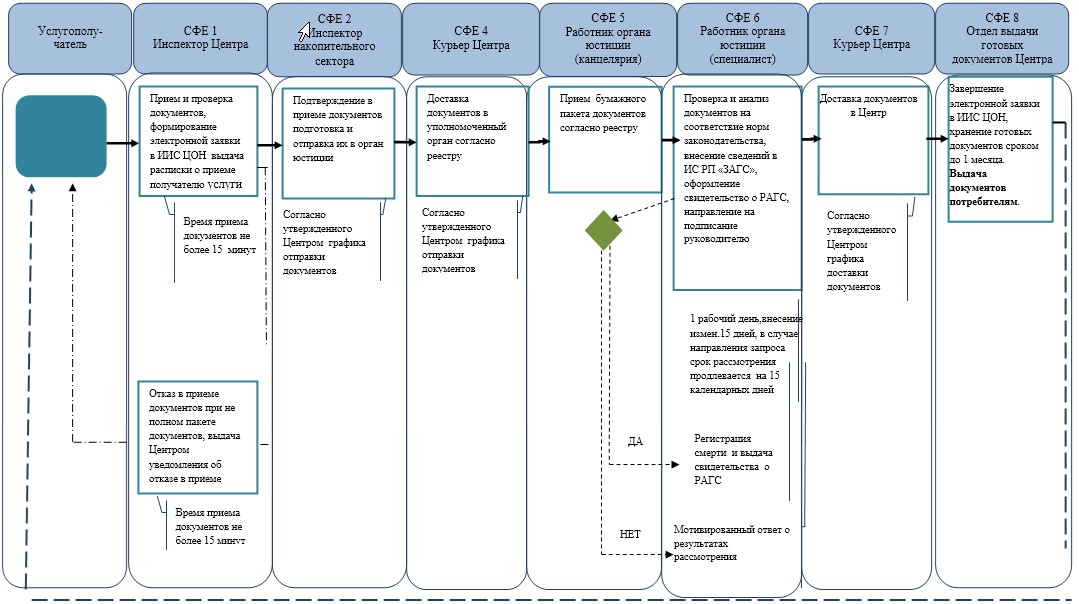 Услугополу-
чатель
СФЕ 1
Инспектор Центра
СФЕ 2
Инспектор
накопительного
сектора
СФЕ 4
Курьер Центра
СФЕ 5
Работник органа
юстиции
(канцелярия)
СФЕ 6
Работник органа
юстиции
(специалист)
СФЕ 7
Курьер Центра
СФЕ 8
Отдел выдачи
готовых
документов Центра
Прием и проверка
документов,
формирование
электронной заявки
в ИИС ЦОН выдача
расписки о приеме
получателю услуги
Время приема
документов не
более 15 минут
Отказ в приеме
документов при не
полном пакете
документов, выдача
Центром
уведомления об
отказе в приеме
Время приема
документов не
более 15 минут
Подтверждение в
приеме документов
подготовка и
отправка их в орган
юстиции
Согласно
утвержденного
Центром графика
отправки
документов
Доставка
документов в
уполномоченный
орган согласно
реестру
Согласно
утвержденного
Центром графика
отправки
документов
Прием бумажного
пакета документов
согласно реестру
ДА
НЕТ
Проверка и анализ
документов на
соответствие норм
законодательства,
внесение сведений в
ИС РП «ЗАГС»,
оформление
свидетельство о РАГС,
направление на
подписание
руководителю
1 рабочий день,внесение
измен.15 дней, в случае
направления запроса
срок рассмотрения
продлевается на 15
календарных дней
Регистрация
смерти и выдача
свидетельства о
РАГС
Мотивированный ответ о
результатах
рассмотрения
Доставка документов
в Центр
Согласно
утвержденного
Центром
графика
доставки
документов
Завершение
электронной заявки
в ИИС ЦОН,
хранение готовых
документов сроком
до 1 месяца.
Выдача
документов
потребителям.